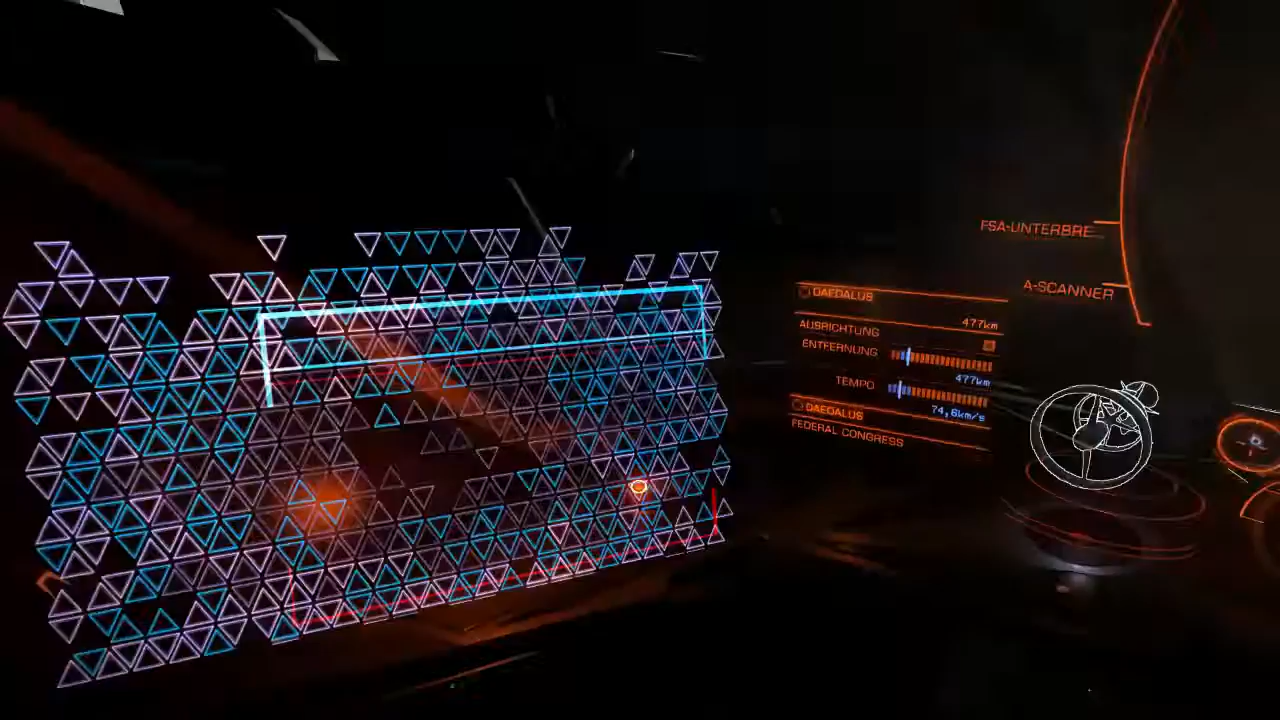 FSA-UNTERBRE
A-SCANNER
DAEDALUS
477km
AUSRICHTUNG
ENTFERNUNG
477km
TEMPO
74,6km/s
DAEDALUS
FEDERAL CONGRESS